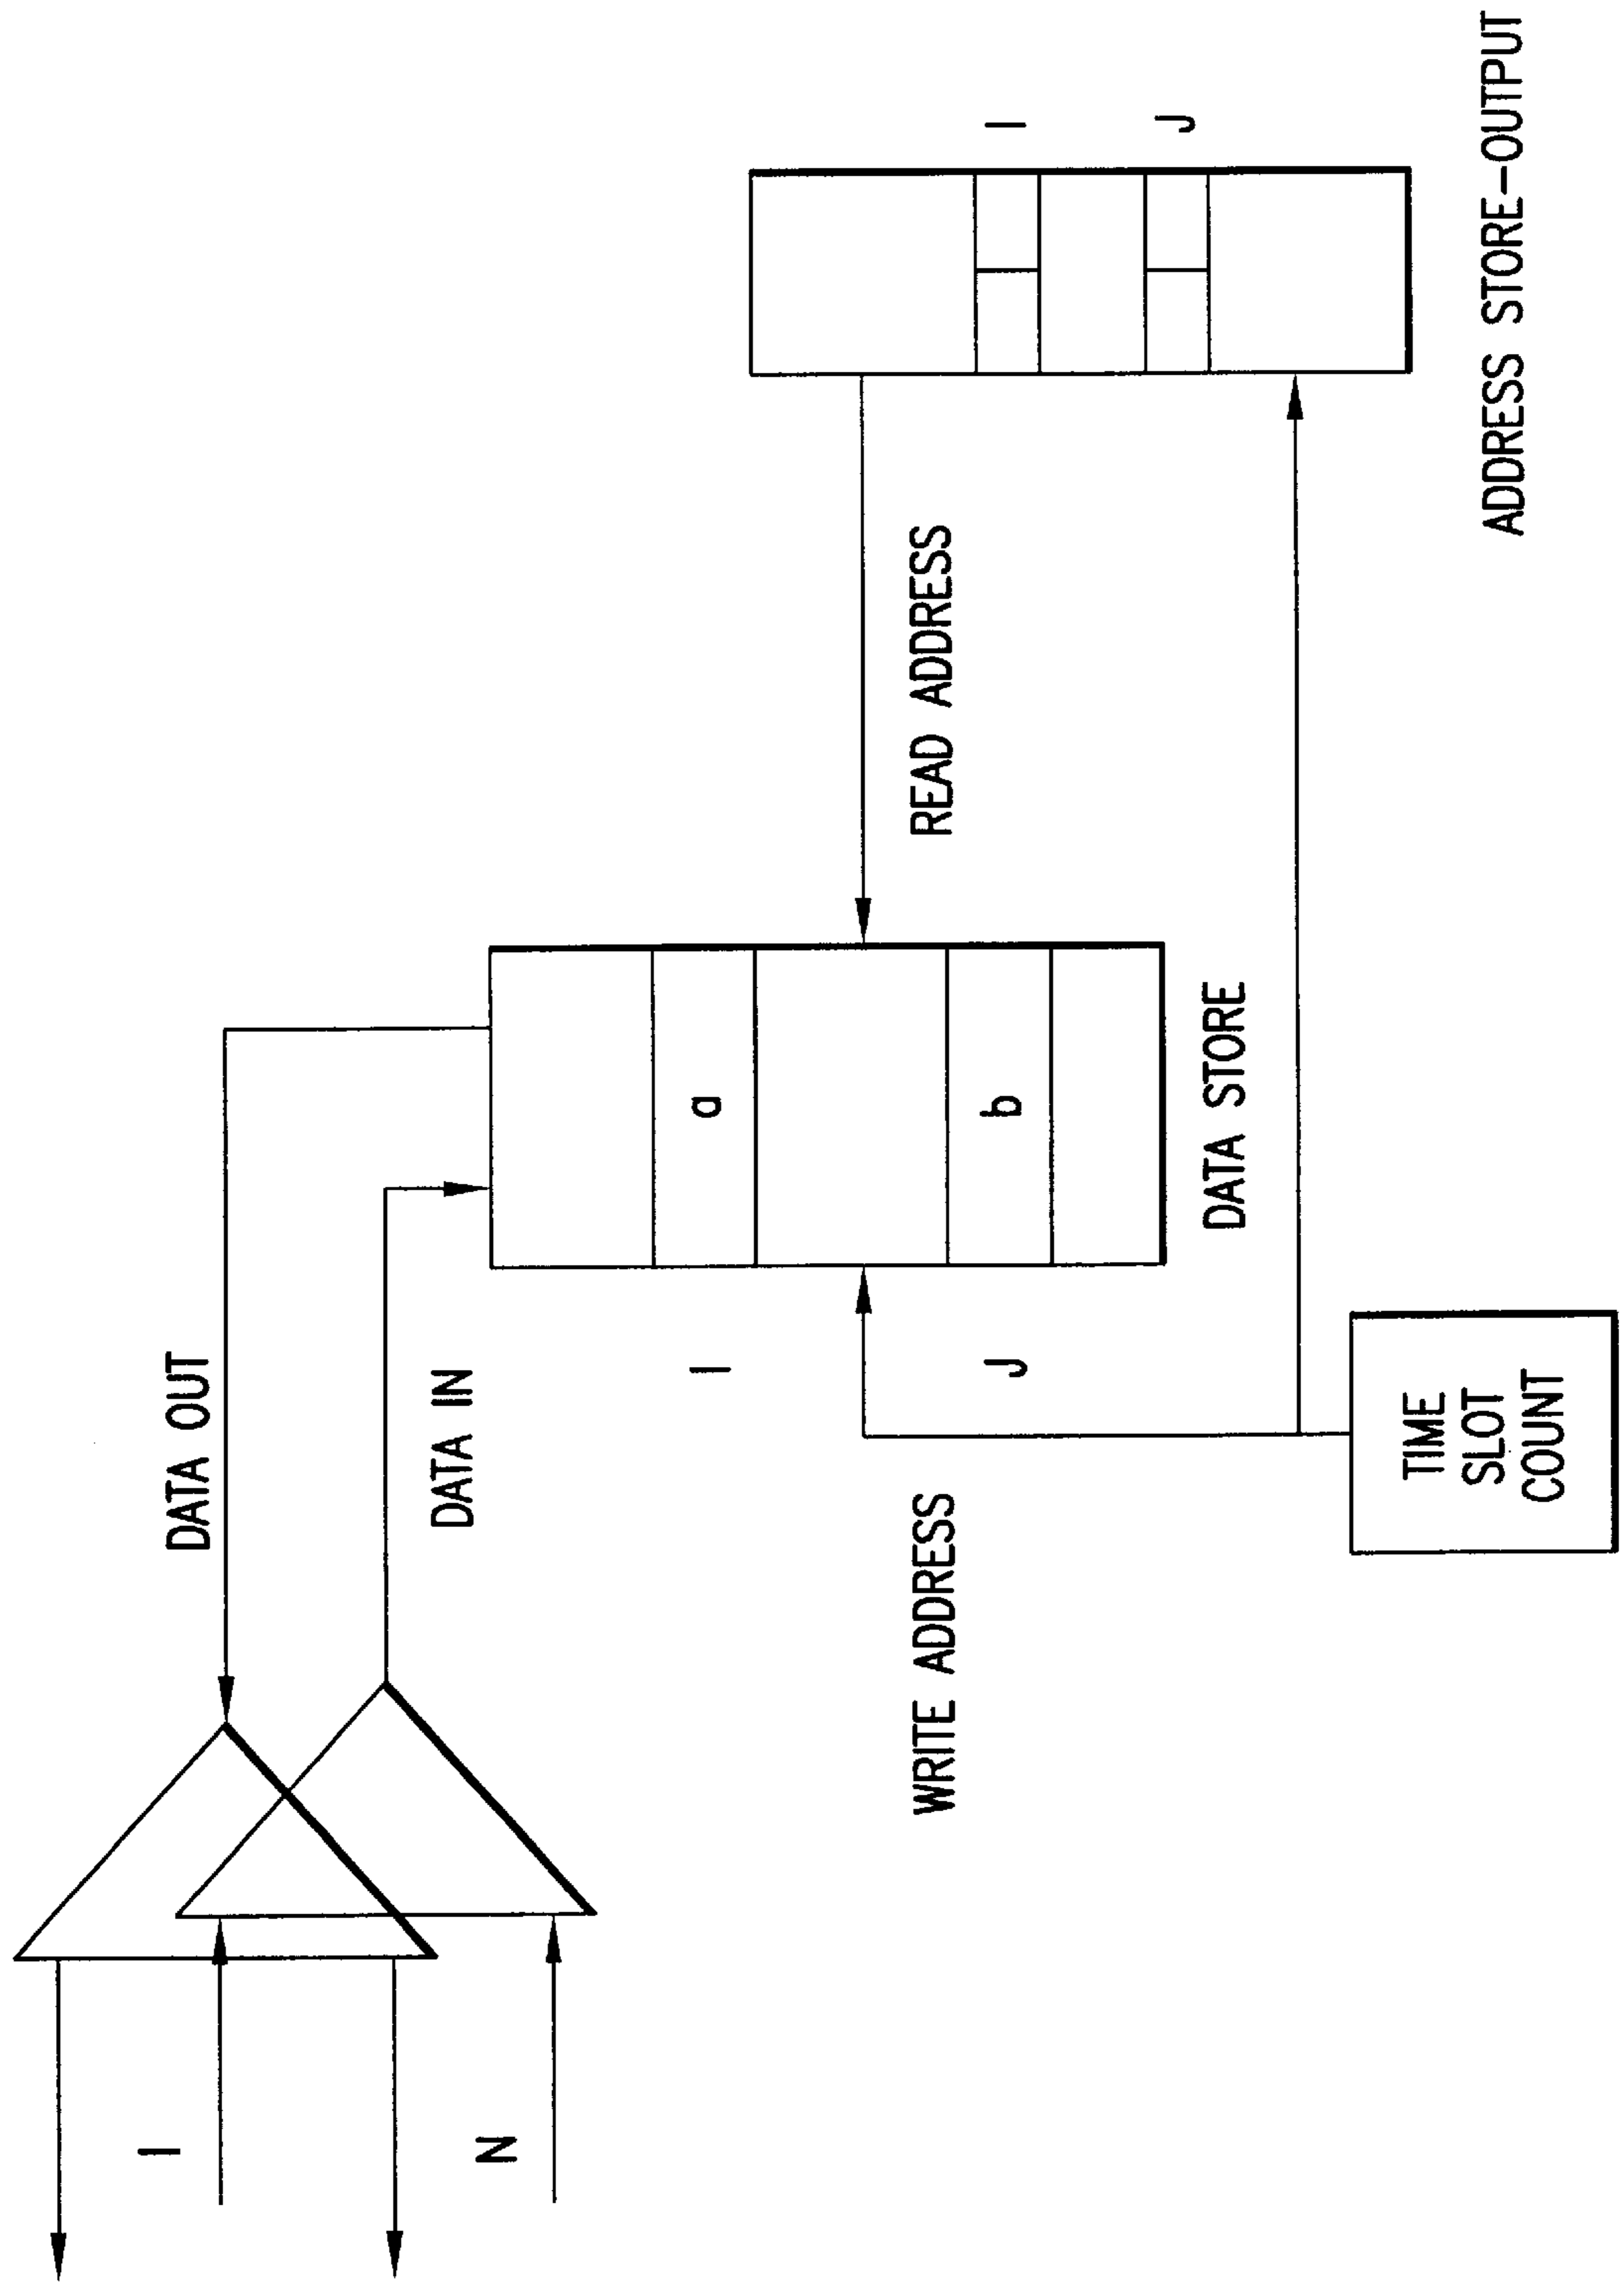 I
DATA OUT
DATA IN
N
I
a
WRITE ADDRESS
READ ADDRESS
J
b
I
J
DATA STORE
TIME
SLOT
COUNT
ADDRESS STORE-OUTPUT